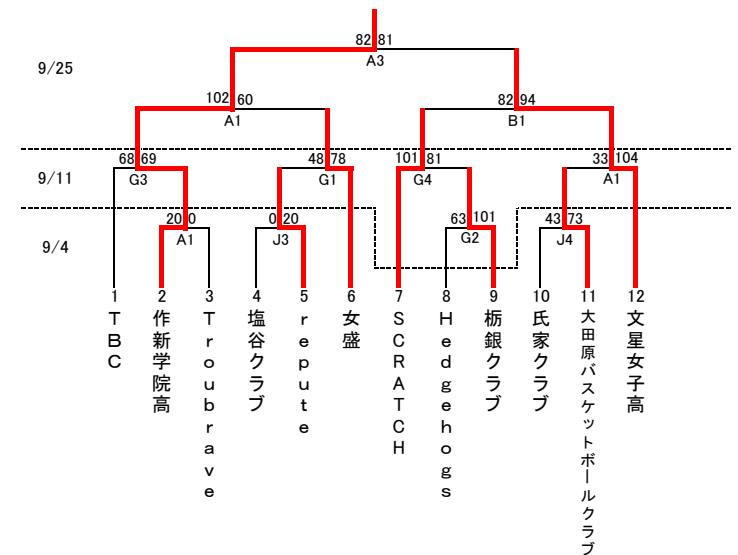 82 81
A3
9/25
102 60
A1
82 94
B1
68 69
G3
48 78
G1
101 81
G4
33 104
A1
9/11
20 0
A1
0 20
J3
63 101
G2
43 73
J4
9/4
1 2 3 4 5 6 7 8 9 10 11 12
TBC
作新学院高
Troubrave
塩谷クラブ
repute
女盛
SCRATCH
Hedgehogs
栃銀クラブ
氏家クラブ
大田原バスケットボールクラブ
文星女子高